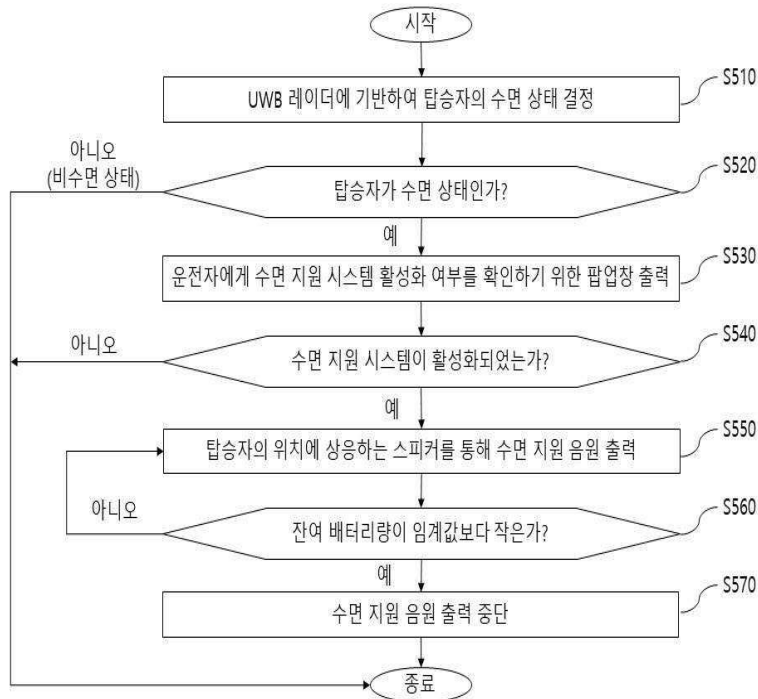 시작
UWB 레이더에 기반하여 탑승자의 수면 상태 결정
S510
아니오
(비수면 상태)
탑승자가 수면 상태인가?
S520
예
운전자에게 수면 지원 시스템 활성화 여부를 확인하기 위한 팝업창 출력
S530
아니오
수면 지원 시스템이 활성화되었는가?
S540
예
탑승자의 위치에 상응하는 스피커를 통해 수면 지원 음원 출력
S550
아니오
잔여 배터리량이 임계값보다 작은가?
S560
예
수면 지원 음원 출력 중단
S570
종료